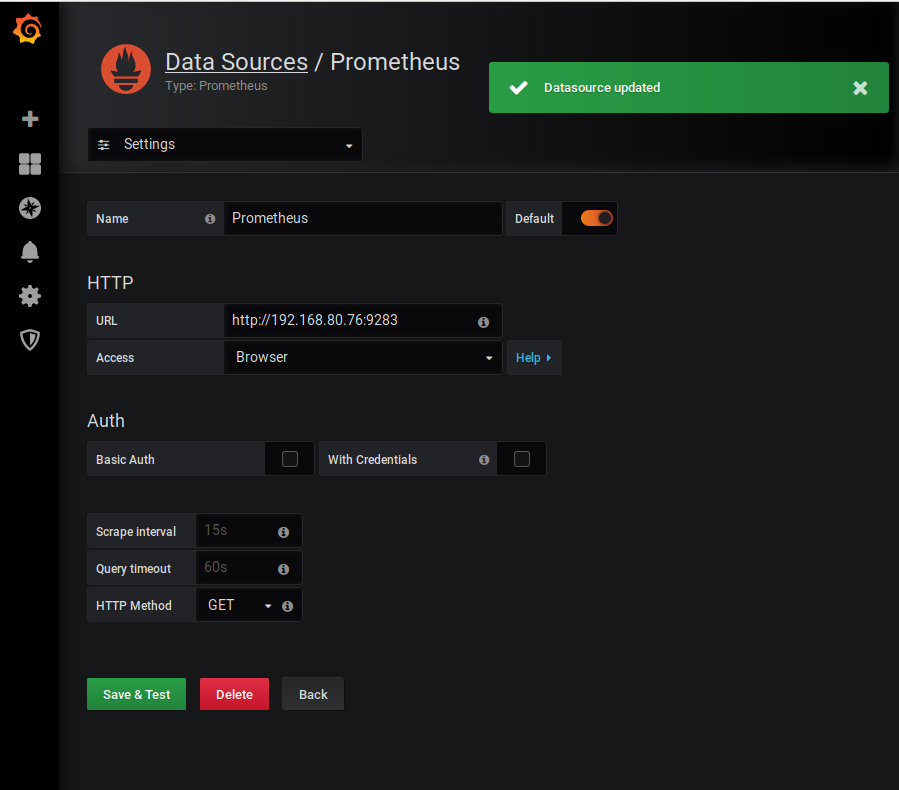 Data Sources / Prometheus
Type: Prometheus
Datasource updated
Settings
Name Prometheus Default
HTTP
URL http://192.168.80.76:9283
Access Browser Help
Auth
Basic Auth With Credentials
Scrape interval 15s
Query timeout 60s
HTTP Method GET
Save & Test Delete Back